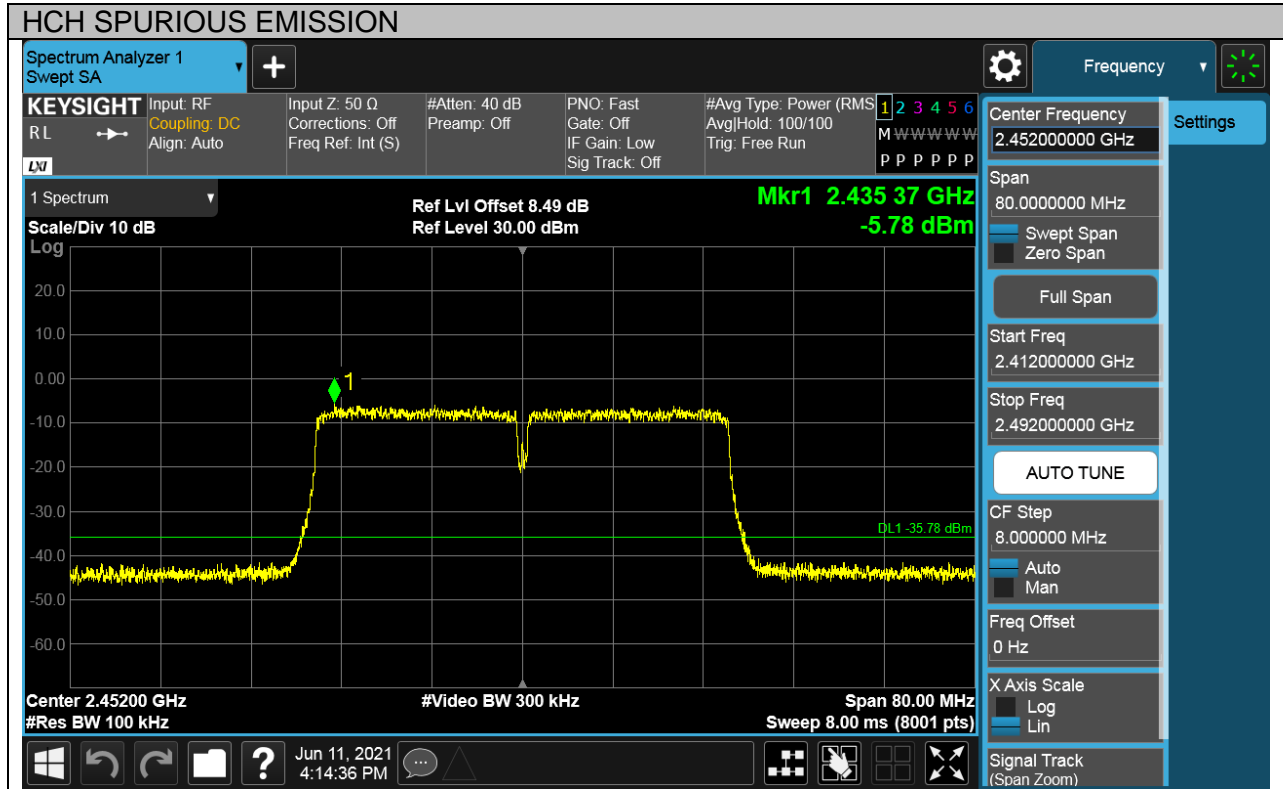 HCH SPURIOUS EMISSION
Spectrum Analyzer 1
Swept SA
+
Frequency
KEYSIGHT
RL
LXI
Input: RF
Coupling: DC
Align: Auto
Input Z: 50 Ω
Corrections: Off
Freq Ref: Int (S)
#Atten: 40 dB
Preamp: Off
PNO: Fast
Gate: Off
IF Gain: Low
Sig Track: Off
#Avg Type: Power (RMS
Avg|Hold: 100/100
Trig: Free Run
1 2 3 4 5 6
M W W W W W
P P P P P P
1 Spectrum
Scale/Div 10 dB
Ref Lvl Offset 8.49 dB
Ref Level 30.00 dBm
Mkr1 2.435 37 GHz
-5.78 dBm
Log
20.0
10.0
0.00
-10.0
-20.0
-30.0
-40.0
-50.0
-60.0
1
DL1 -35.78 dBm
Center 2.45200 GHz
#Res BW 100 kHz
#Video BW 300 kHz
Span 80.00 MHz
Sweep 8.00 ms (8001 pts)
Center Frequency
2.452000000 GHz
Settings
Span
80.0000000 MHz
Swept Span
Zero Span
Full Span
Start Freq
2.412000000 GHz
Stop Freq
2.492000000 GHz
AUTO TUNE
CF Step
8.000000 MHz
Auto
Man
Freq Offset
0 Hz
X Axis Scale
Log
Lin
Signal Track
(Span Zoom)
?
Jun 11, 2021
4:14:36 PM